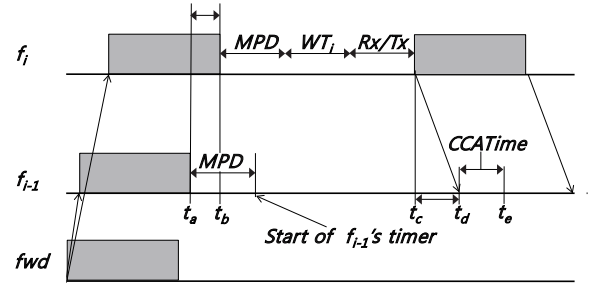 MPD WTi Rx/Tx
fi
CCATime
MPD
fi-1
ta tb tc td te
Start of fi-1's timer
fwd